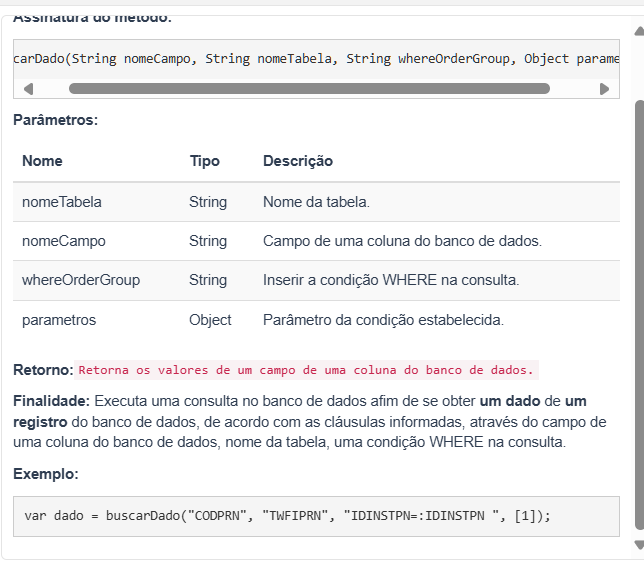 Assinatura do método:
carDado(String nomeCampo, String nomeTabela, String whereOrderGroup, Object parame
Parâmetros:
Nome Tipo Descrição
nomeTabela String Nome da tabela.
nomeCampo String Campo de uma coluna do banco de dados.
whereOrderGroup String Inserir a condição WHERE na consulta.
parametros Object Parâmetro da condição estabelecida.
Retorno: Retorna os valores de um campo de uma coluna do banco de dados.
Finalidade: Executa uma consulta no banco de dados afim de se obter um dado de um
registro do banco de dados, de acordo com as cláusulas informadas, através do campo de
uma coluna do banco de dados, nome da tabela, uma condição WHERE na consulta.
Exemplo:
var dado = buscarDado("CODPRN", "TWFIPRN", "IDINSTPN=:IDINSTPN ", [1]);